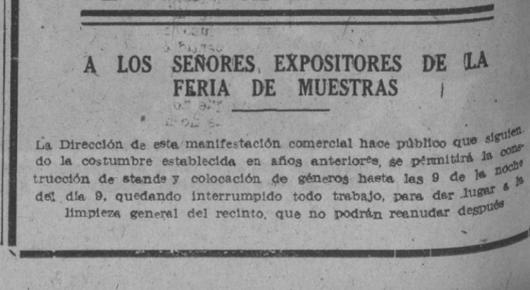 A LOS SEÑORES EXPOSITORES DE LA
FERIA DE MUESTRAS
La Dirección de esta manifestación comercial hace público que siguien-
do la costumbre establecida en años anteriores, se permitirá la cons-
trucción de stands y colocación de géneros hasta las 9 de la noche
del día 9, quedando interrumpido todo trabajo, para dar lugar a la
limpieza general del recinto, que no podrán reanudar después